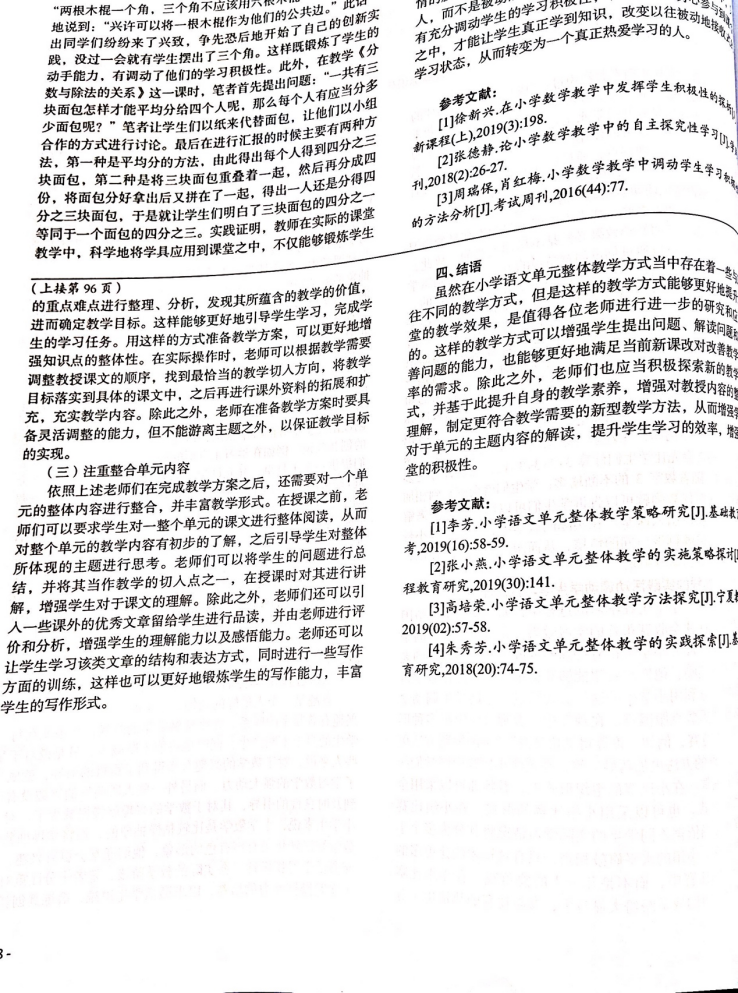 "两根木棍一个角，三个角不应该用六根木棍
地说到："兴许可以将一根木棍作为他们的公共边。"此话
出同学们纷纷来了兴致，争先恐后地开始了自己的创新实
践，没过一会就有学生摆出了三个角。这样既锻炼了学生的
动手能力，有调动了他们的学习积极性。此外，在教学《分
数与除法的关系》这一课时，笔者首先提出问题："一共有三
块面包怎样才能平均分给四个人呢，那么每个人有应当分多
少面包呢？"笔者让学生们以纸来代替面包，让他们以小组
合作的方式进行讨论。最后在进行汇报的时候主要有两种方
法，第一种是平均分的方法，由此得出每个人得到四分之三
块面包，第二种是将三块面包重叠着一起，然后再分成四
份，将面包分好拿出后又拼在了一起，得出一人还是分得四
分之三块面包，于是就让学生们明白了三块面包的四分之一
等同于一个面包的四分之三。实践证明，教师在实际的课堂
教学中，科学地将学具应用到课堂之中，不仅能够锻炼学生
人，而不是被动
有充分调动学生的学习积极性，
之中，才能让学生真正学到知识，改变以往被动地接收
学习状态，从而转变为一个真正热爱学习的人。
参考文献：
[1]徐新兴.在小学数学教学中发挥学生积极性的探
新课程(上),2019(3):198.
[2]张德静.论小学数学教学中的自主探究性学习[J].
刊,2018(2):26-27.
[3]周瑞保,肖红梅.小学数学教学中调动学生学习积极
的方法分析[J].考试周刊,2016(44):77.
（上接第 96 页）
的重点难点进行整理、分析，发现其所蕴含的教学的价值，
进而确定教学目标。这样能够更好地引导学生学习，完成学
生的学习任务。用这样的方式准备教学方案，可以更好地增
强知识点的整体性。在实际操作时，老师可以根据教学需要
调整教授课文的顺序，找到最恰当的教学切入方向，将教学
目标落实到具体的课文中，之后再进行课外资料的拓展和扩
充，充实教学内容。除此之外，老师在准备教学方案时要具
备灵活调整的能力，但不能游离主题之外，以保证教学目标
的实现。
（三）注重整合单元内容
依照上述老师们在完成教学方案之后，还需要对一个单
元的整体内容进行整合，并丰富教学形式。在授课之前，老
师们可以要求学生对一整个单元的课文进行整体阅读，从而
对整个单元的教学内容有初步的了解，之后引导学生对整体
所体现的主题进行思考。老师们可以将学生的问题进行总
结，并将其当作教学的切入点之一，在授课时对其进行讲
解，增强学生对于课文的理解。除此之外，老师们还可以引
入一些课外的优秀文章留给学生进行品读，并由老师进行评
价和分析，增强学生的理解能力以及感悟能力。老师还可以
让学生学习该类文章的结构和表达方式，同时进行一些写作
方面的训练，这样也可以更好地锻炼学生的写作能力，丰富
学生的写作形式。
四、结语
虽然在小学语文单元整体教学方式当中存在着一些
往不同的教学方式，但是这样的教学方式能够更好地提升
堂的教学效果，是值得各位老师进行进一步的研究和
的。这样的教学方式可以增强学生提出问题、解读问题
善问题的能力，也能够更好地满足当前新课改对改善教学
率的需求。除此之外，老师们也应当积极探索新的教学
式，并基于此提升自身的教学素养，增强对教授内容的
理解，制定更符合教学需要的新型教学方法，从而增强
对于单元的主题内容的解读，提升学生学习的效率，增强
堂的积极性。
参考文献：
[1]李芳.小学语文单元整体教学策略研究[J].基础教
考,2019(16):58-59.
[2]张小燕.小学语文单元整体教学的实施策略探讨
程教育研究,2019(30):141.
[3]高培荣.小学语文单元整体教学方法探究[J].宁夏
2019(02):57-58.
[4]朱秀芳.小学语文单元整体教学的实践探索[J].
育研究,2018(20):74-75.